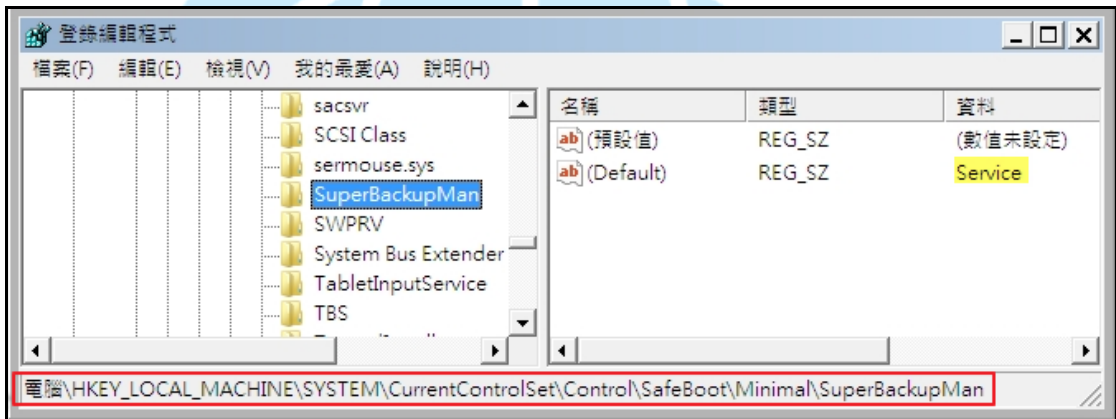 登錄編輯程式
檔案(F) 編輯(E) 檢視(V) 我的最愛(A) 說明(H)
sacsvr
SCSI Class
sermouse.sys
SuperBackupMan
SWPRV
System Bus Extender
TabletInputService
TBS
名稱 類型 資料
ab (預設值) REG_SZ (數值未設定)
ab (Default) REG_SZ Service
電腦\HKEY_LOCAL_MACHINE\SYSTEM\CurrentControlSet\Control\SafeBoot\Minimal\SuperBackupMan